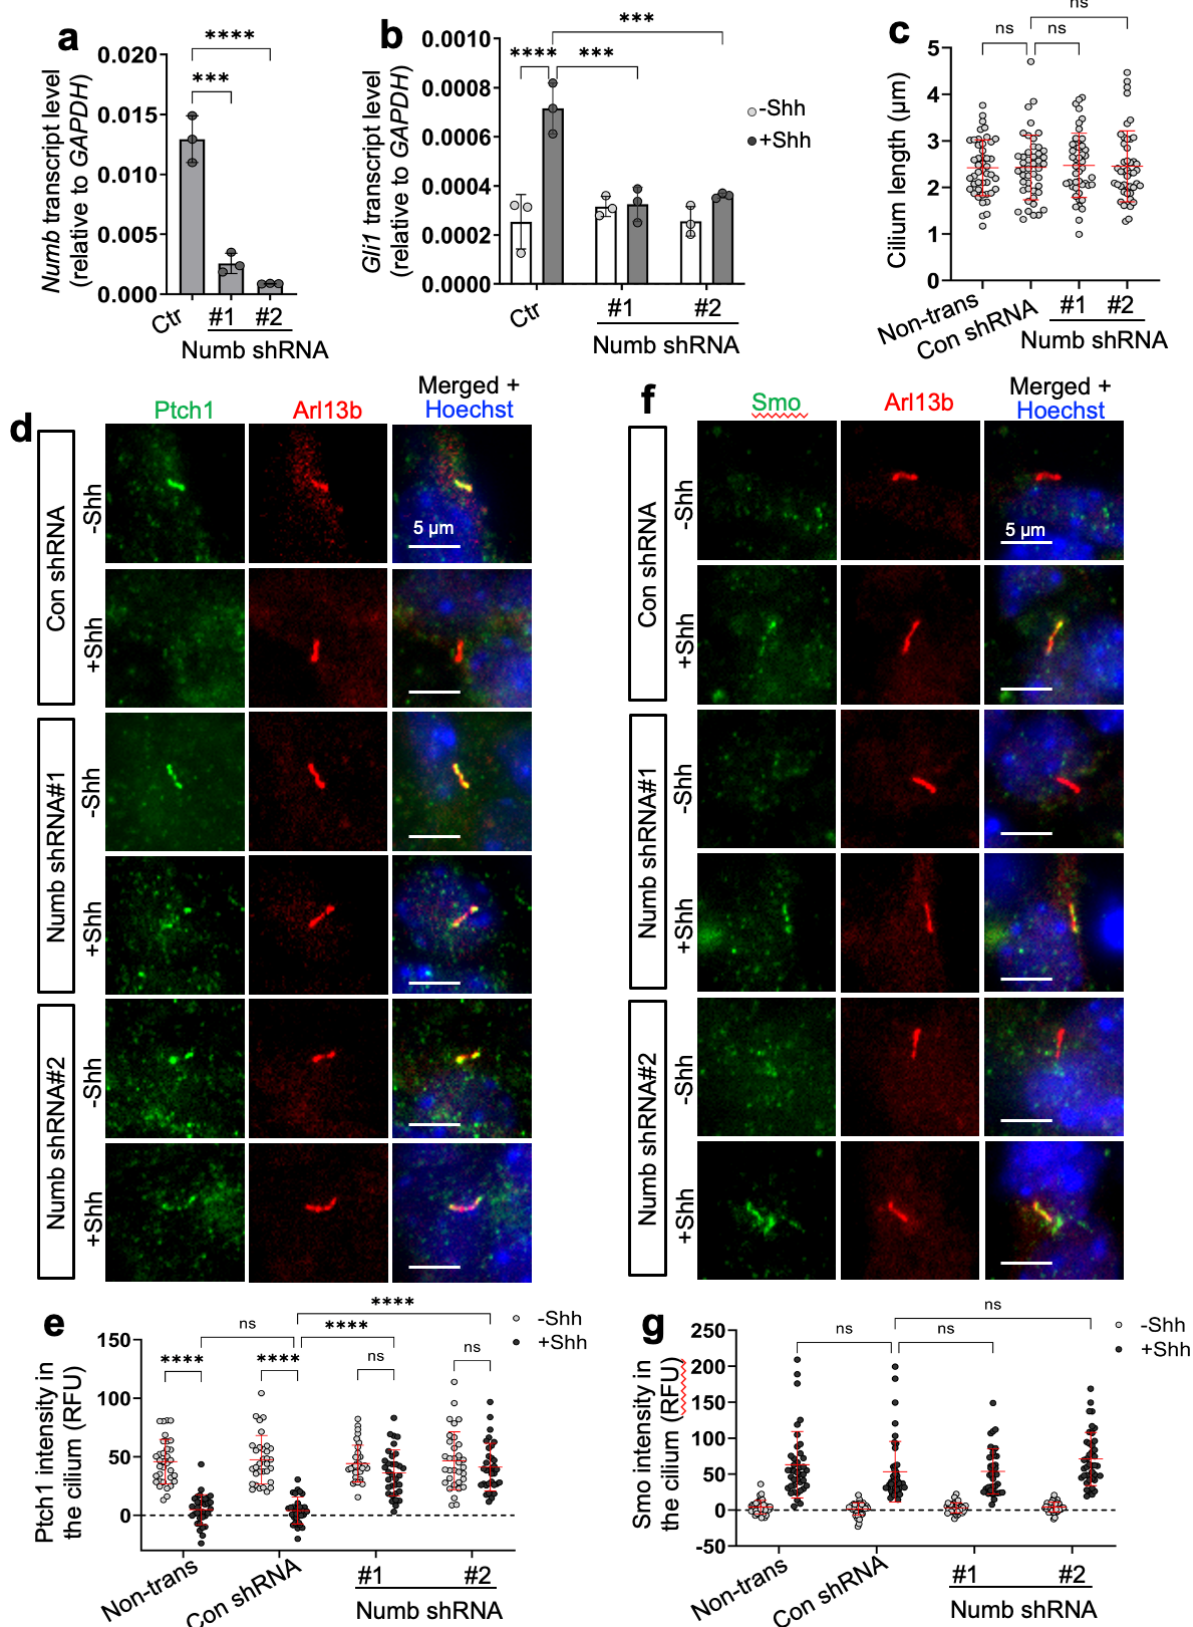 a
Numb transcript level
(relative to GAPDH)
0.020
0.015
0.010
0.005
0.000
****
***
Ctr
#1
#2
Numb shRNA
b
Gli1 transcript level
(relative to GAPDH)
0.0010
0.0008
0.0006
0.0004
0.0002
0.0000
***
****
***
-Shh
+Shh
Ctr
#1
#2
Numb shRNA
c
Cilium length (μm)
5
4
3
2
1
0
ns
ns
ns
Non-trans
Con shRNA
#1
#2
Numb shRNA
d
Ptch1
Arl13b
Merged +
Hoechst
Con shRNA
-Shh
5 μm
+Shh
Numb shRNA#1
-Shh
+Shh
Numb shRNA#2
-Shh
+Shh
f
Smo
Arl13b
Merged +
Hoechst
Con shRNA
-Shh
5 μm
+Shh
Numb shRNA#1
-Shh
+Shh
Numb shRNA#2
-Shh
+Shh
e
Ptch1 intensity in
the cilium (RFU)
150
100
50
0
****
ns
****
****
****
ns
ns
-Shh
+Shh
Non-trans
Con shRNA
#1
#2
Numb shRNA
g
Smo intensity in
the cilium (RFU)
250
200
150
100
50
0
-50
ns
ns
ns
-Shh
+Shh
Non-trans
Con shRNA
#1
#2
Numb shRNA